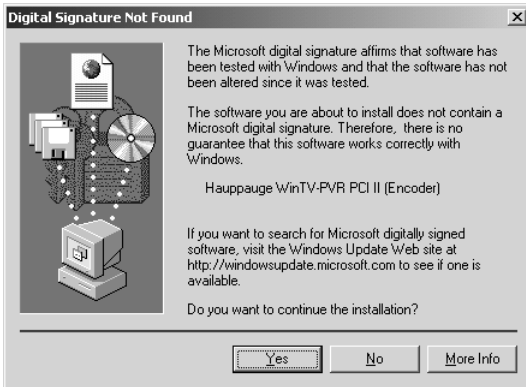 Digital Signature Not Found
The Microsoft digital signature affirms that software has
been tested with Windows and that the software has not
been altered since it was tested.
The software you are about to install does not contain a
Microsoft digital signature. Therefore,  there is no
guarantee that this software works correctly with
Windows.
Hauppauge WinTV-PVR PCI II (Encoder)
If you want to search for Microsoft digitally signed
software, visit the Windows Update Web site at
http://windowsupdate.microsoft.com to see if one is
available.
Do you want to continue the installation?
Yes
No
More Info